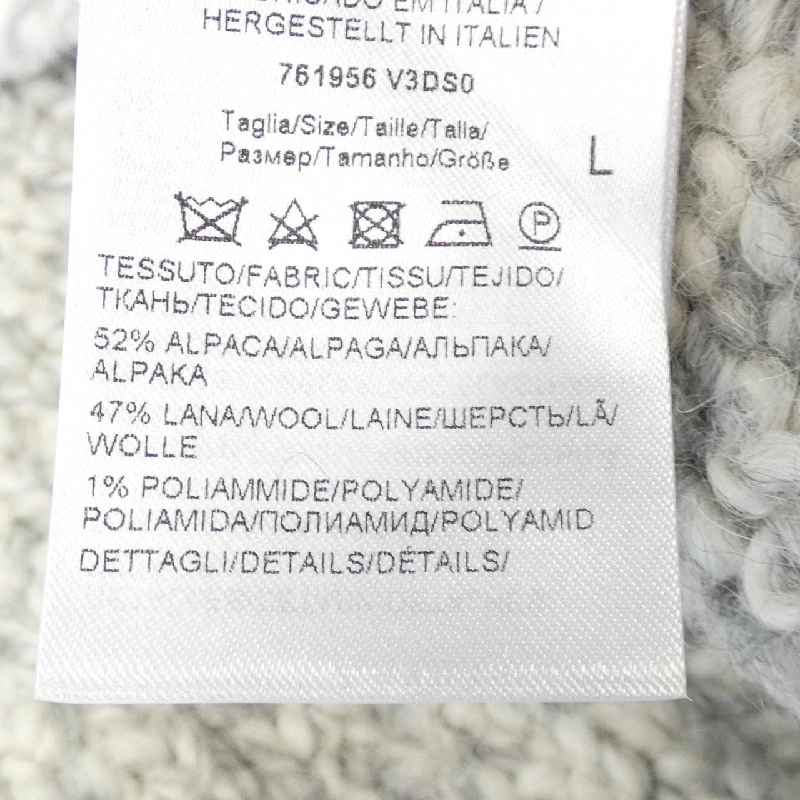 EM ITALIA /
HERGESTELLT IN ITALIEN
761956 V3DS0
Taglia/Size/Taille/Talla/
Размер/Tamanho/Größe L
P
TESSUTO/FABRIC/TISSU/TEJIDO/
ТКАНЬ/TECIDO/GEWEBE:
52% ALPACA/ALPAGA/АЛЬПАКА/
ALPAKA
47% LANA/WOOL/LAINE/ШЕРСТЬ/LÃ/
WOLLE
1% POLIAMMIDE/POLYAMIDE/
POLIAMIDA/ПОЛИАМИД/POLYAMID
DETTAGLI/DETAILS/DÉTAILS/